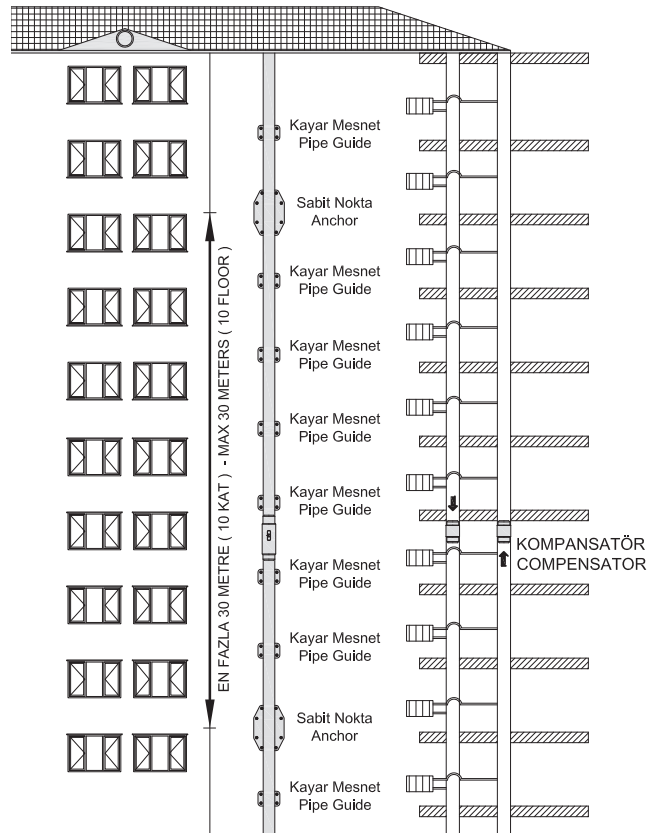 Kayar Mesnet
Pipe Guide
Sabit Nokta
Anchor
Kayar Mesnet
Pipe Guide
Kayar Mesnet
Pipe Guide
Kayar Mesnet
Pipe Guide
Kayar Mesnet
Pipe Guide
Kayar Mesnet
Pipe Guide
Kayar Mesnet
Pipe Guide
Sabit Nokta
Anchor
Kayar Mesnet
Pipe Guide
EN FAZLA 30 METRE ( 10 KAT ) - MAX 30 METERS ( 10 FLOOR )
KOMPANSATÖR
COMPENSATOR